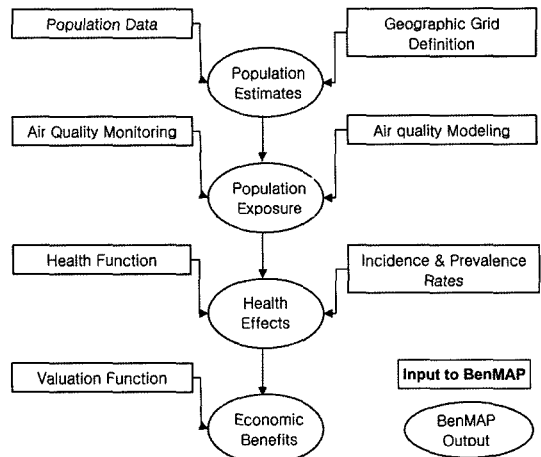 Population Data
Geographic Grid
Definition
Population
Estimates
Air Quality Monitoring
Air quality Modeling
Population
Exposure
Health Function
Incidence & Prevalence
Rates
Health
Effects
Valuation Function
Input to BenMAP
Economic
Benefits
BenMAP
Output